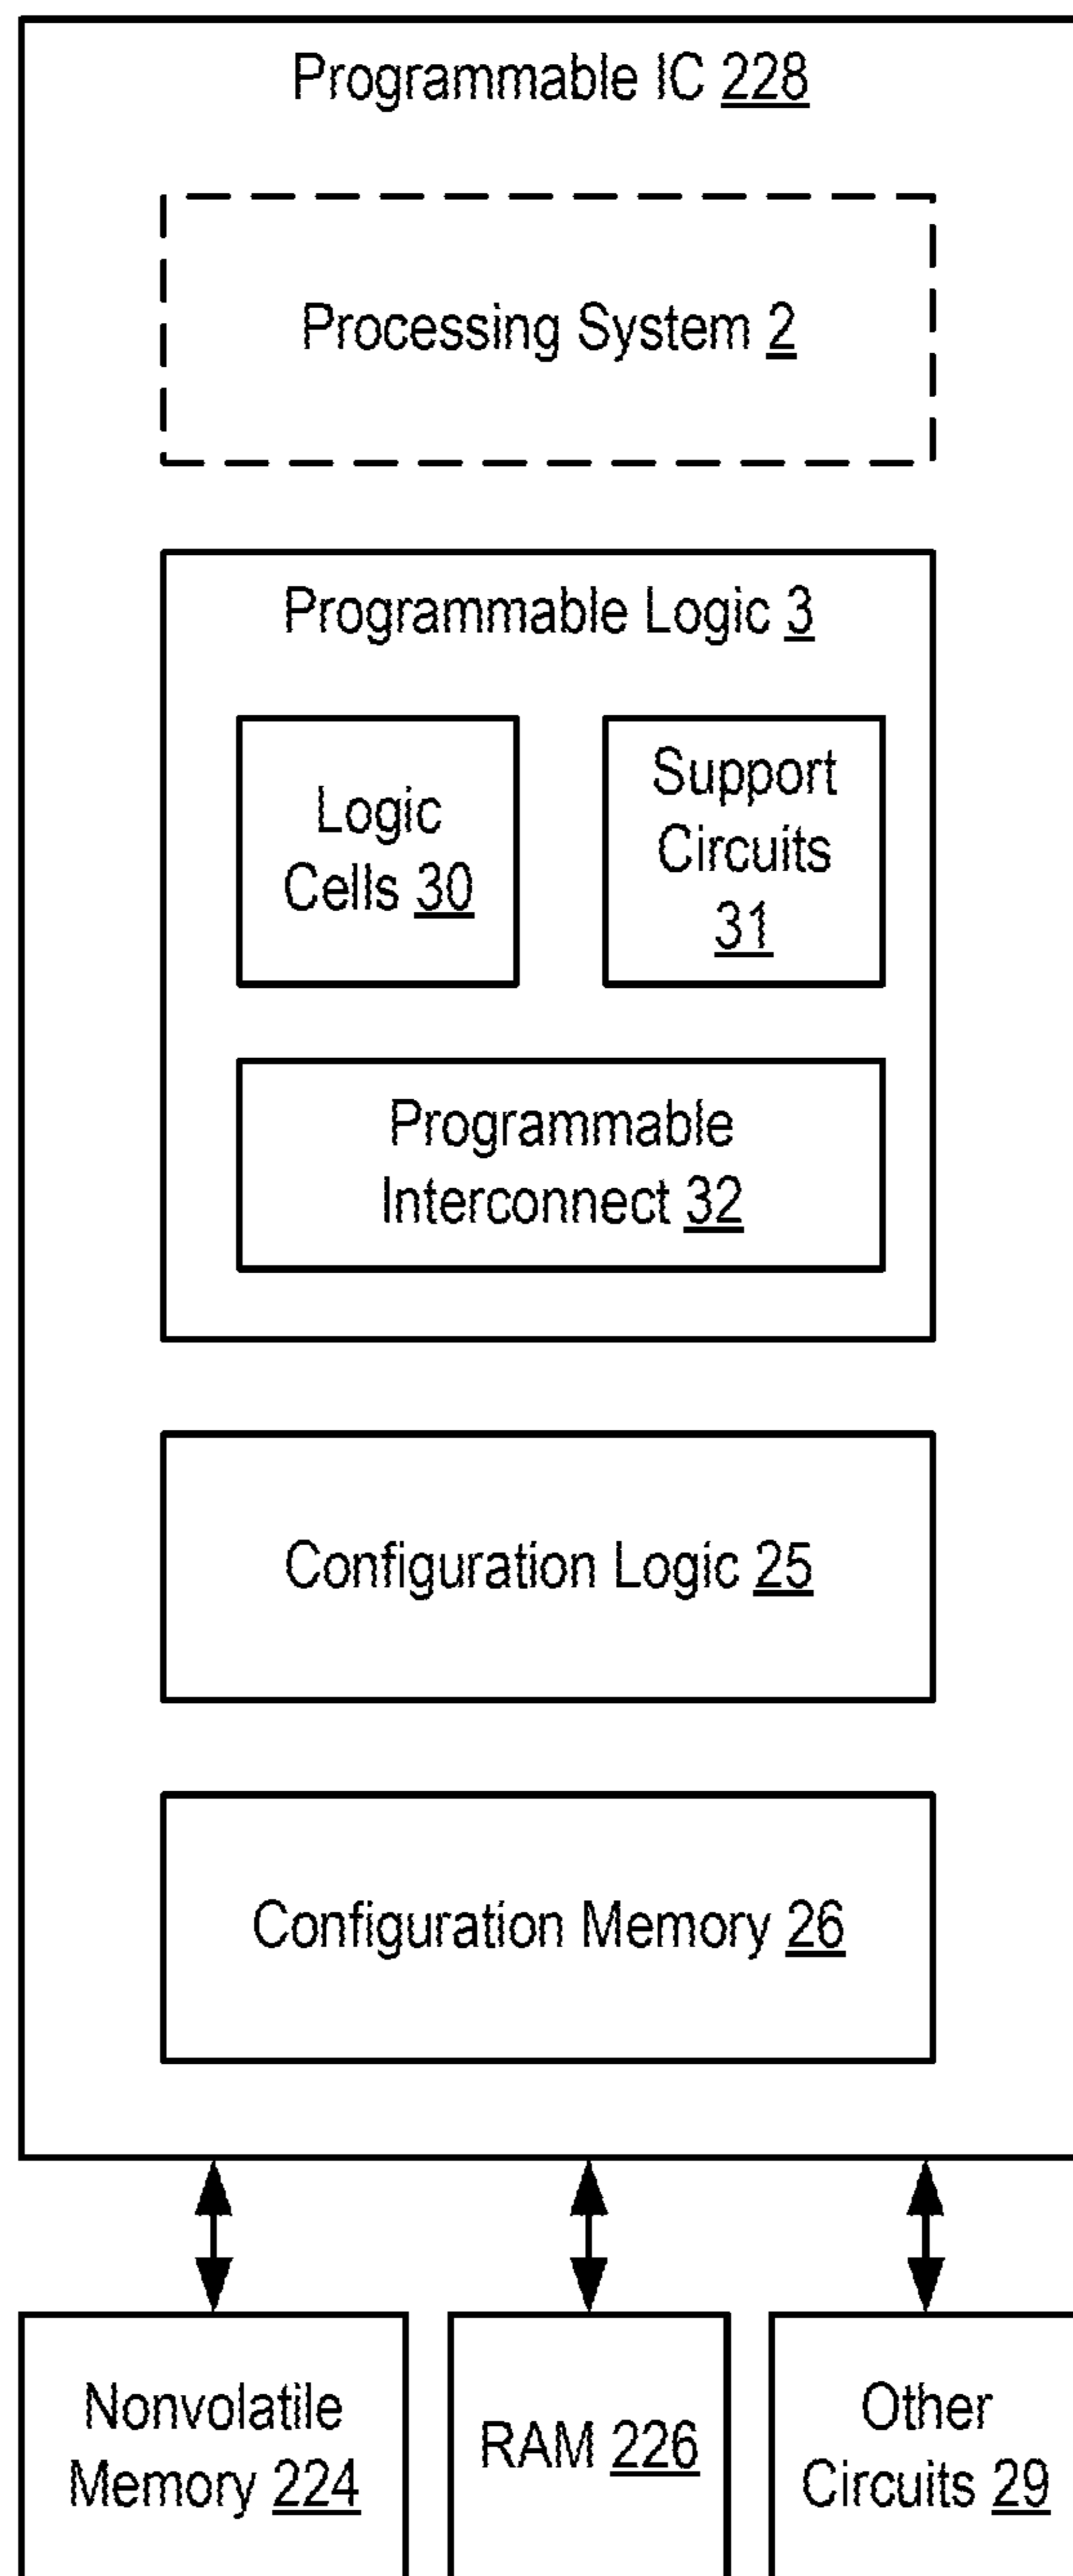 Programmable IC 228
Processing System 2
Programmable Logic 3
Logic
Cells 30
Support
Circuits
31
Programmable
Interconnect 32
Configuration Logic 25
Configuration Memory 26
Nonvolatile
Memory 224
RAM 226
Other
Circuits 29